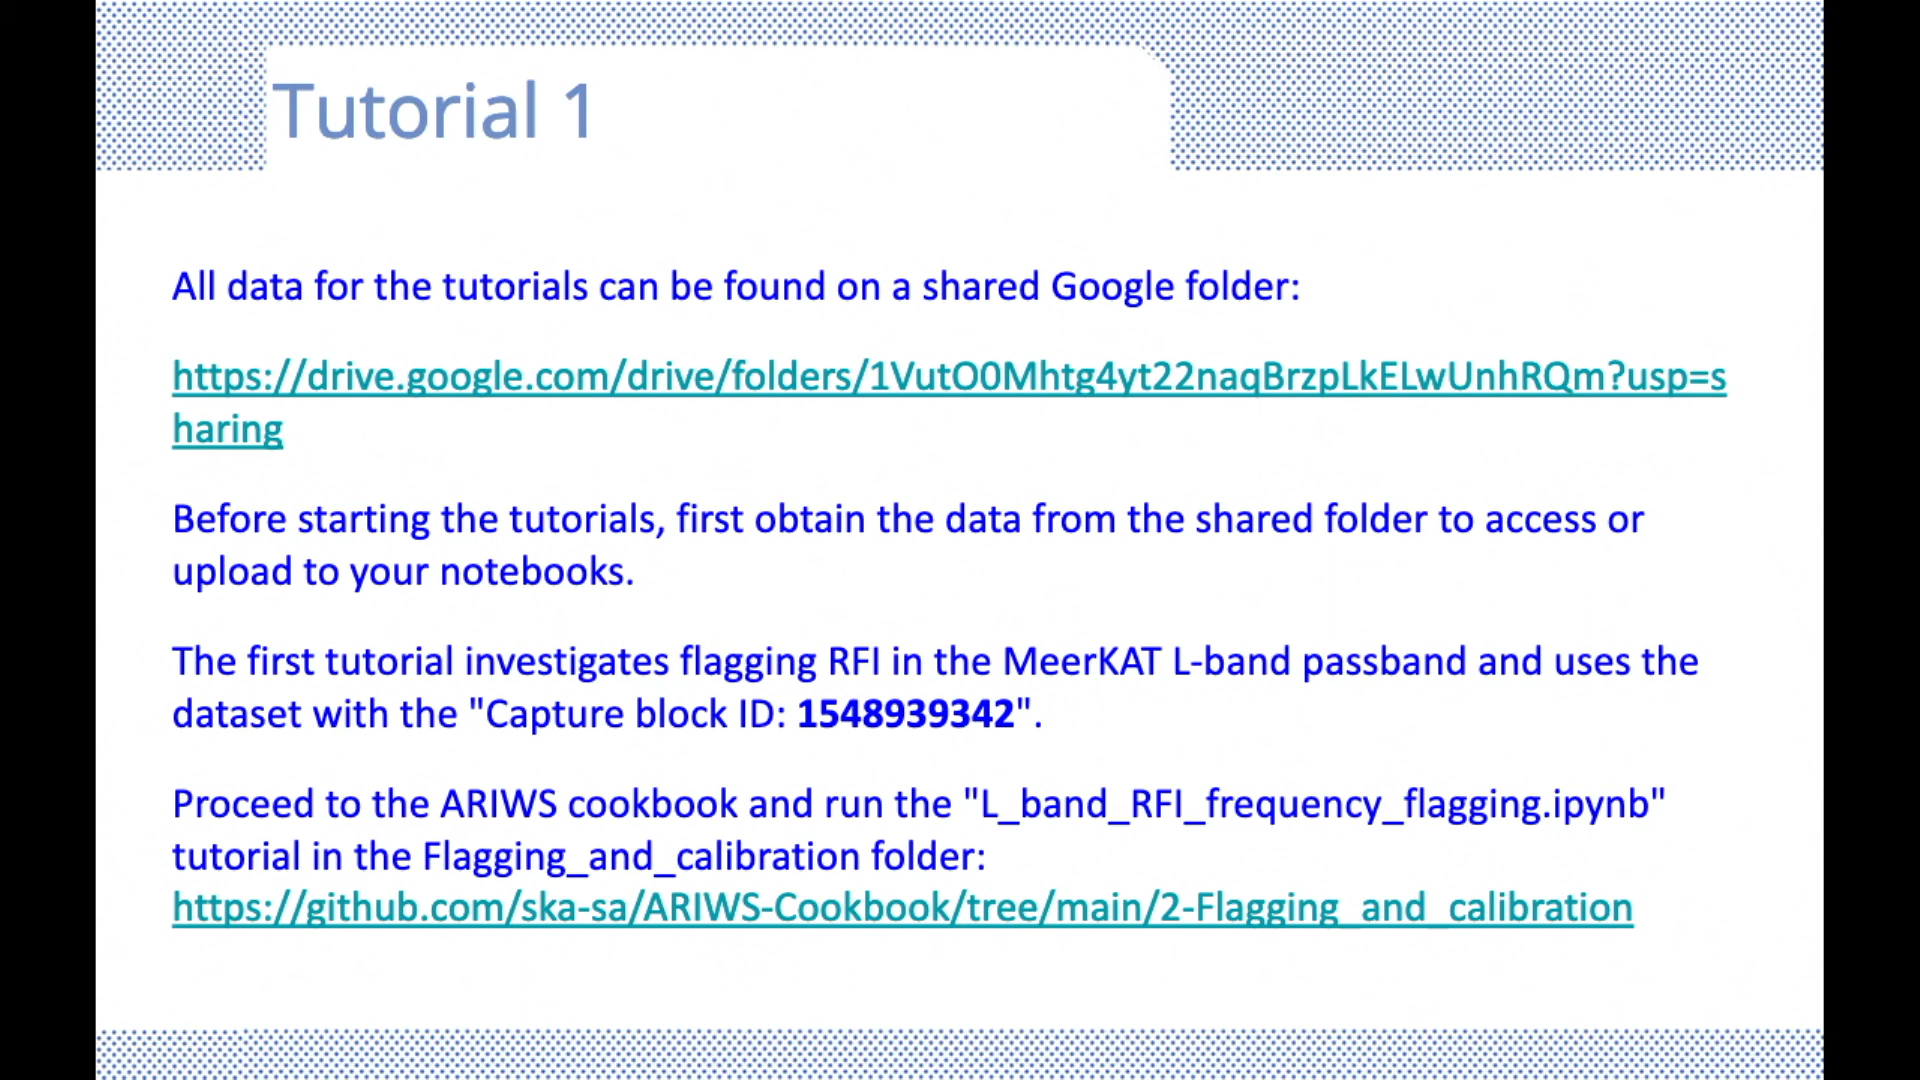 Tutorial 1
All data for the tutorials can be found on a shared Google folder:
https://drive.google.com/drive/folders/1VutO0Mhtg4yt22naqBrzpLkELwUnhRQm?usp=s
haring
Before starting the tutorials, first obtain the data from the shared folder to access or
upload to your notebooks.
The first tutorial investigates flagging RFI in the MeerKAT L-band passband and uses the
dataset with the "Capture block ID: 1548939342".
Proceed to the ARIWS cookbook and run the "L_band_RFI_frequency_flagging.ipynb"
tutorial in the Flagging_and_calibration folder:
https://github.com/ska-sa/ARIWS-Cookbook/tree/main/2-Flagging_and_calibration